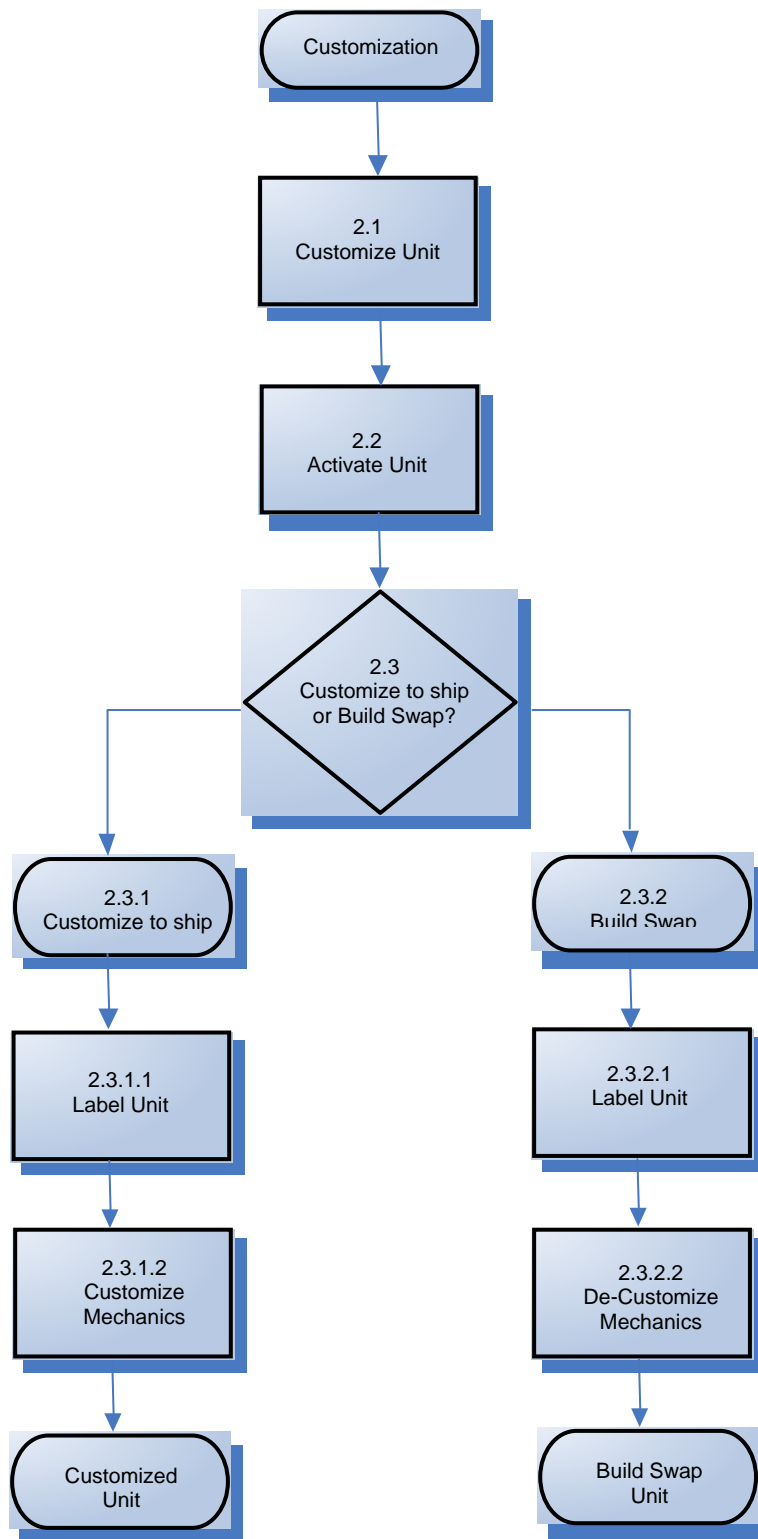 Customization
2.1
Customize Unit
2.2
Activate Unit
2.3
Customize to ship
or Build Swap?
2.3.1
Customize to ship
2.3.2
Build Swap
2.3.1.1
Label Unit
2.3.2.1
Label Unit
2.3.1.2
Customize
Mechanics
2.3.2.2
De-Customize
Mechanics
Customized
Unit
Build Swap
Unit